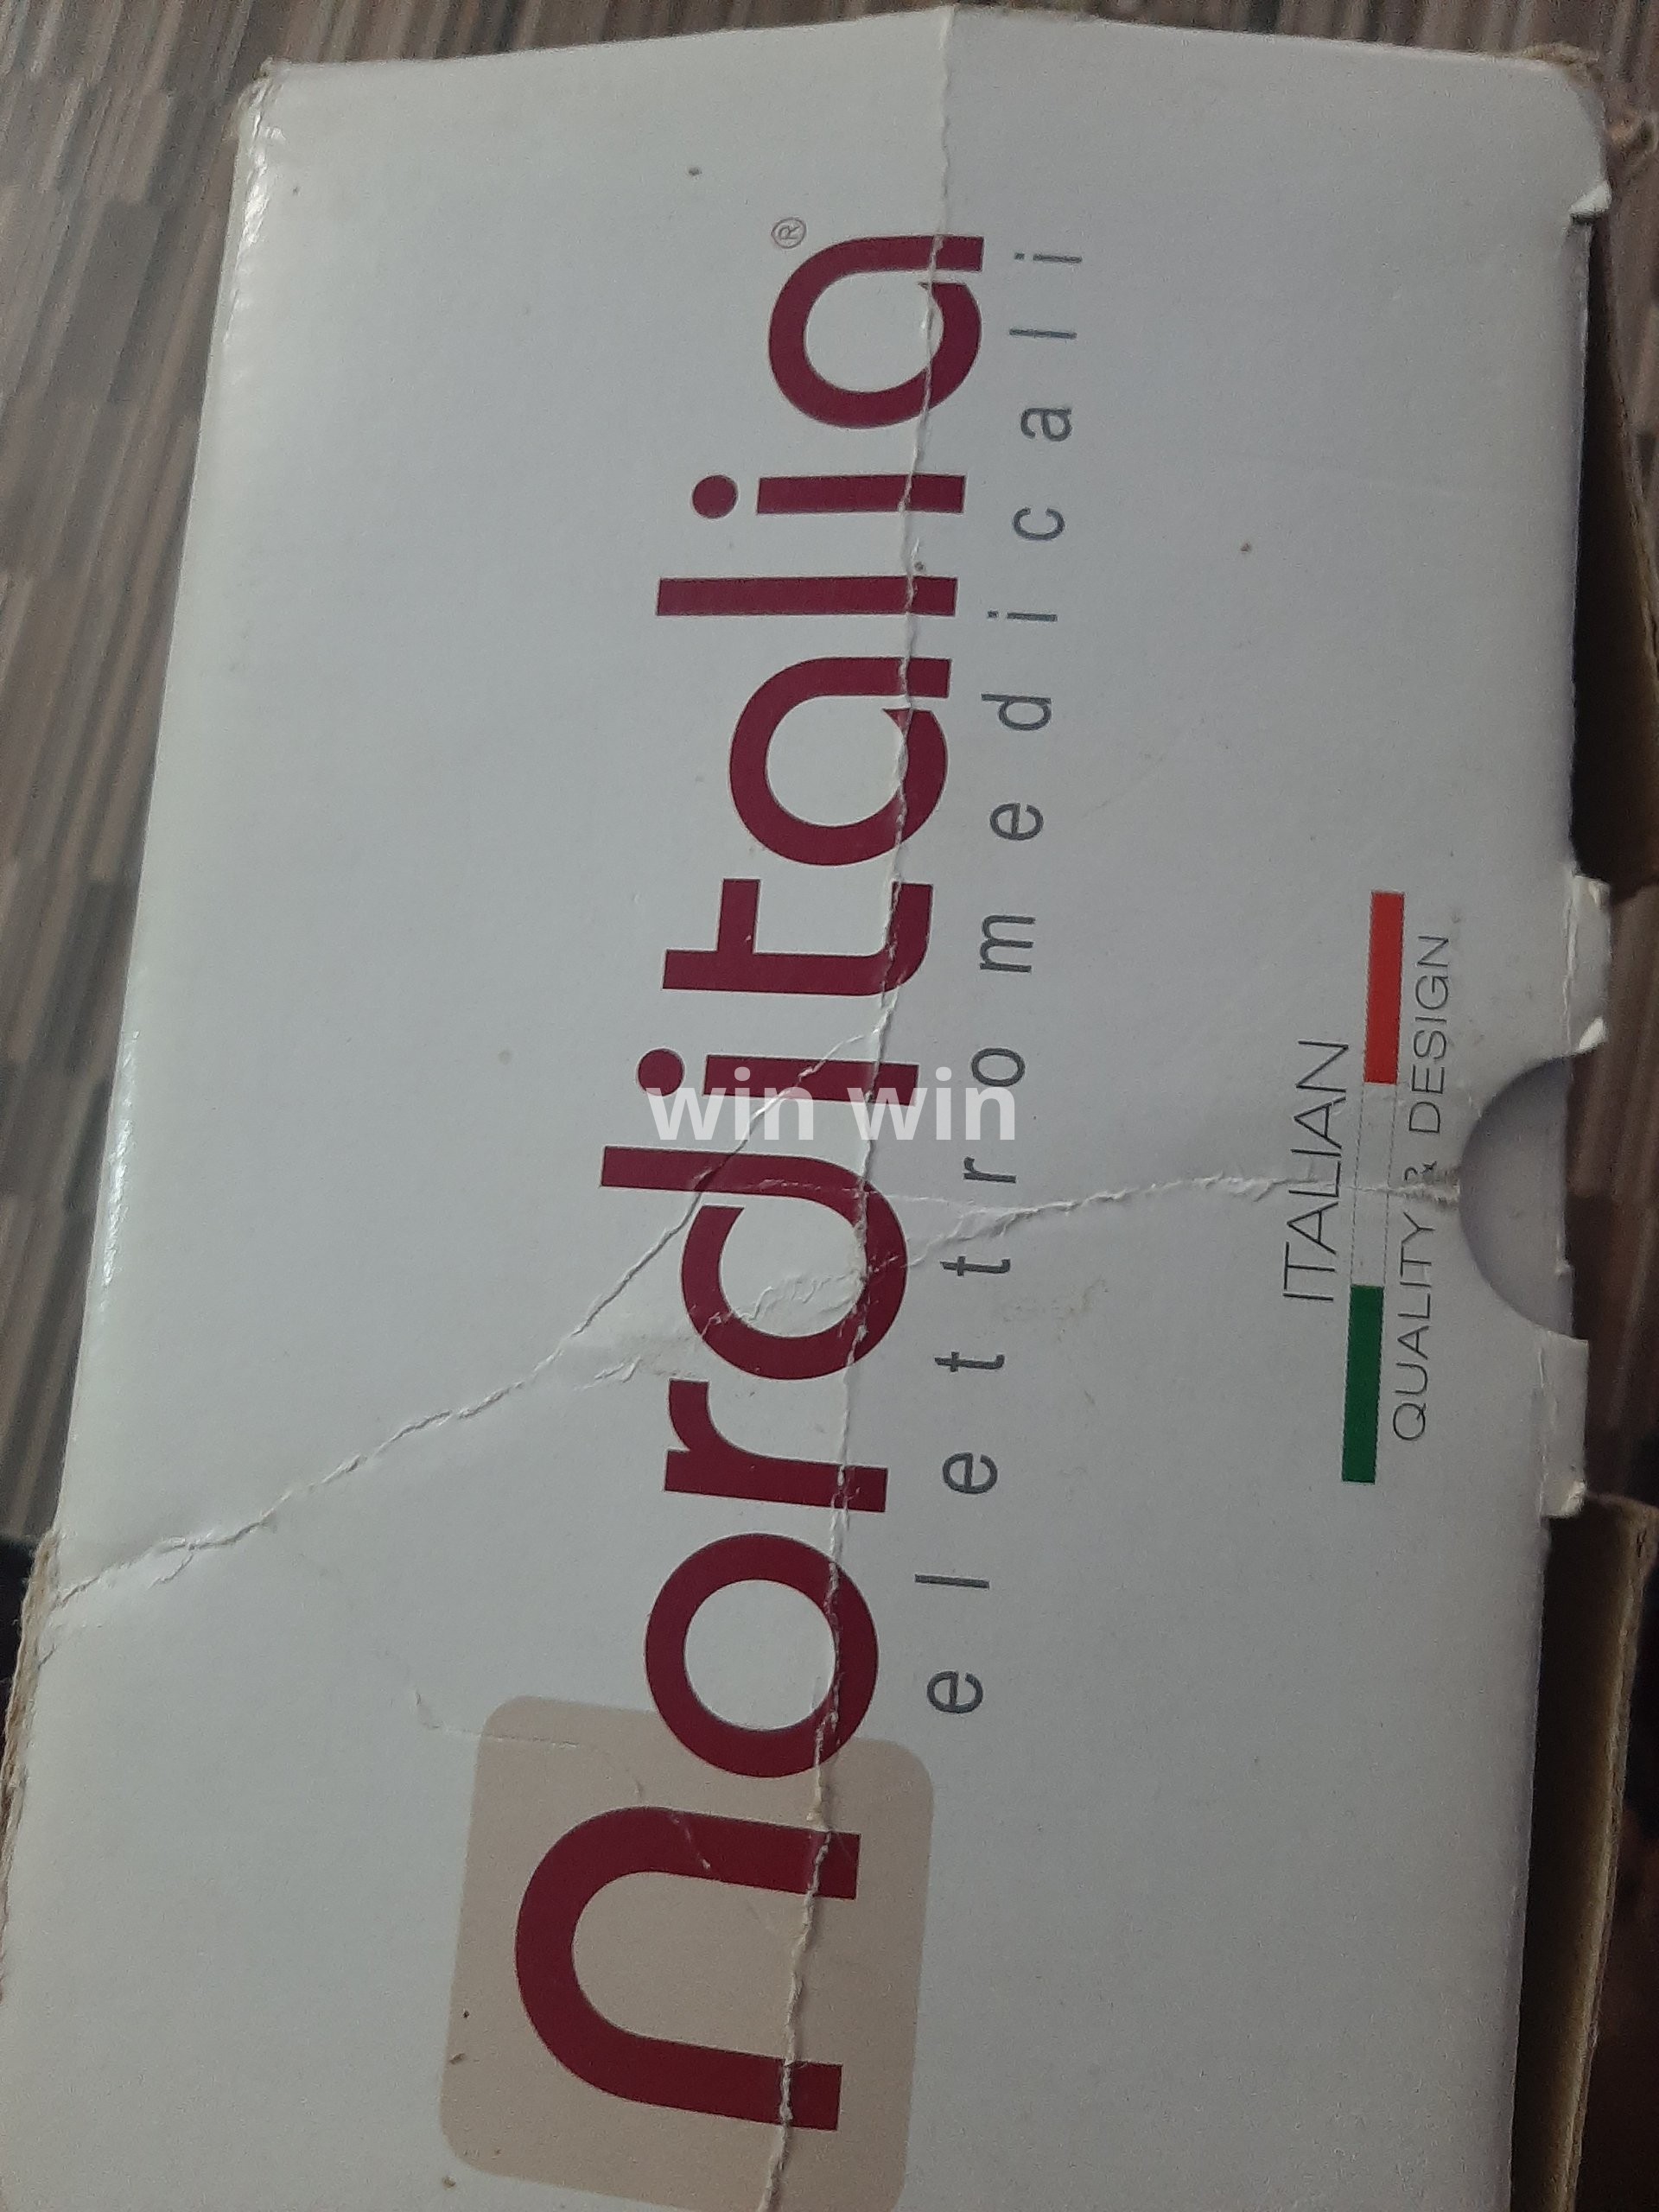 norditalia®
elettromedicali
ITALIAN
QUALITY & DESIGN
win win